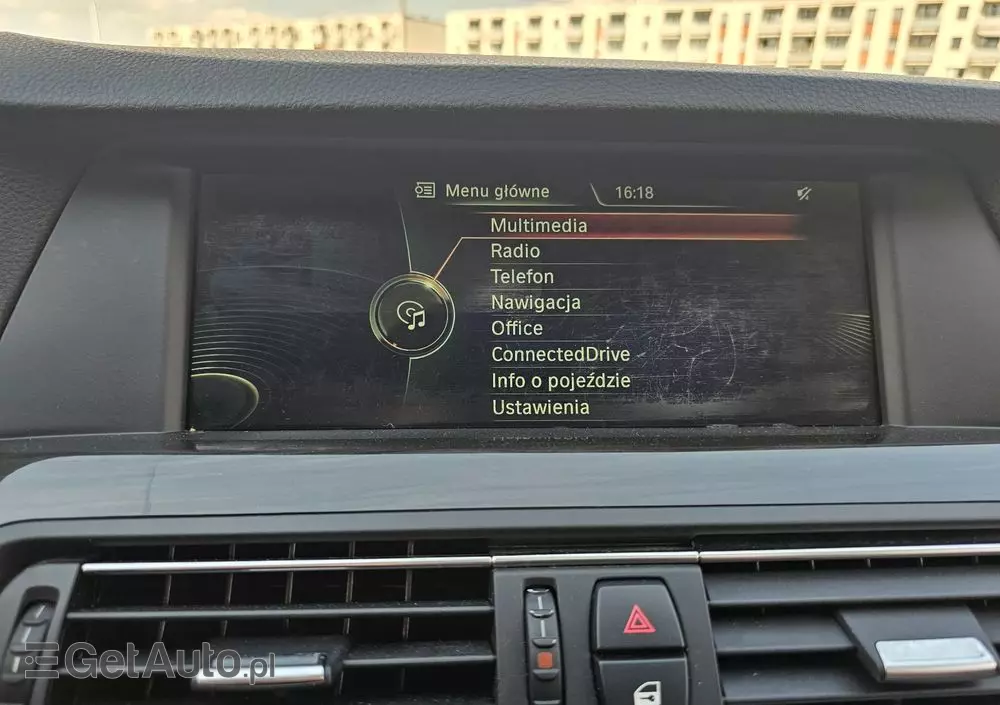 Menu główne
16:18
Multimedia
Radio
Telefon
Nawigacja
Office
ConnectedDrive
Info o pojeździe
Ustawienia
GetAuto.pl